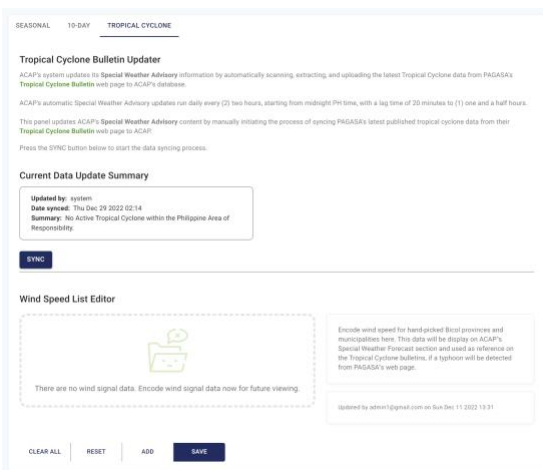 SEASONAL 10-DAY TROPICAL CYCLONE
Tropical Cyclone Bulletin Updater
ACAP's system updates its Special Weather Advisory information by automatically scanning, extracting, and uploading the latest Tropical Cyclone data from PAGASA's
Tropical Cyclone Bulletin web page to ACAP's database.
ACAP's automatic Special Weather Advisory updates run daily every (2) two hours, starting from midnight PH time, with a lag time of 20 minutes to (1) one and a half hours.
This panel updates ACAP's Special Weather Advisory content by manually initiating the process of syncing PAGASA's latest published tropical cyclone data from their
Tropical Cyclone Bulletin web page to ACAP.
Press the SYNC button below to start the data syncing process.
Current Data Update Summary
Updated by: system
Date synced: Thu Dec 29 2022 02:14
Summary: No Active Tropical Cyclone within the Philippine Area of
Responsibility.
SYNC
Wind Speed List Editor
There are no wind signal data. Encode wind signal data now for future viewing.
Encode wind speed for hand-picked Bicol provinces and
municipalities here. This data will be display on ACAP's
Special Weather Forecast section and used as reference on
the Tropical Cyclone bulletins, if a typhoon will be detected
from PAGASA's web page.
Updated by admin1@gmail.com on Sun Dec 11 2022 13:31
CLEAR ALL RESET ADD SAVE